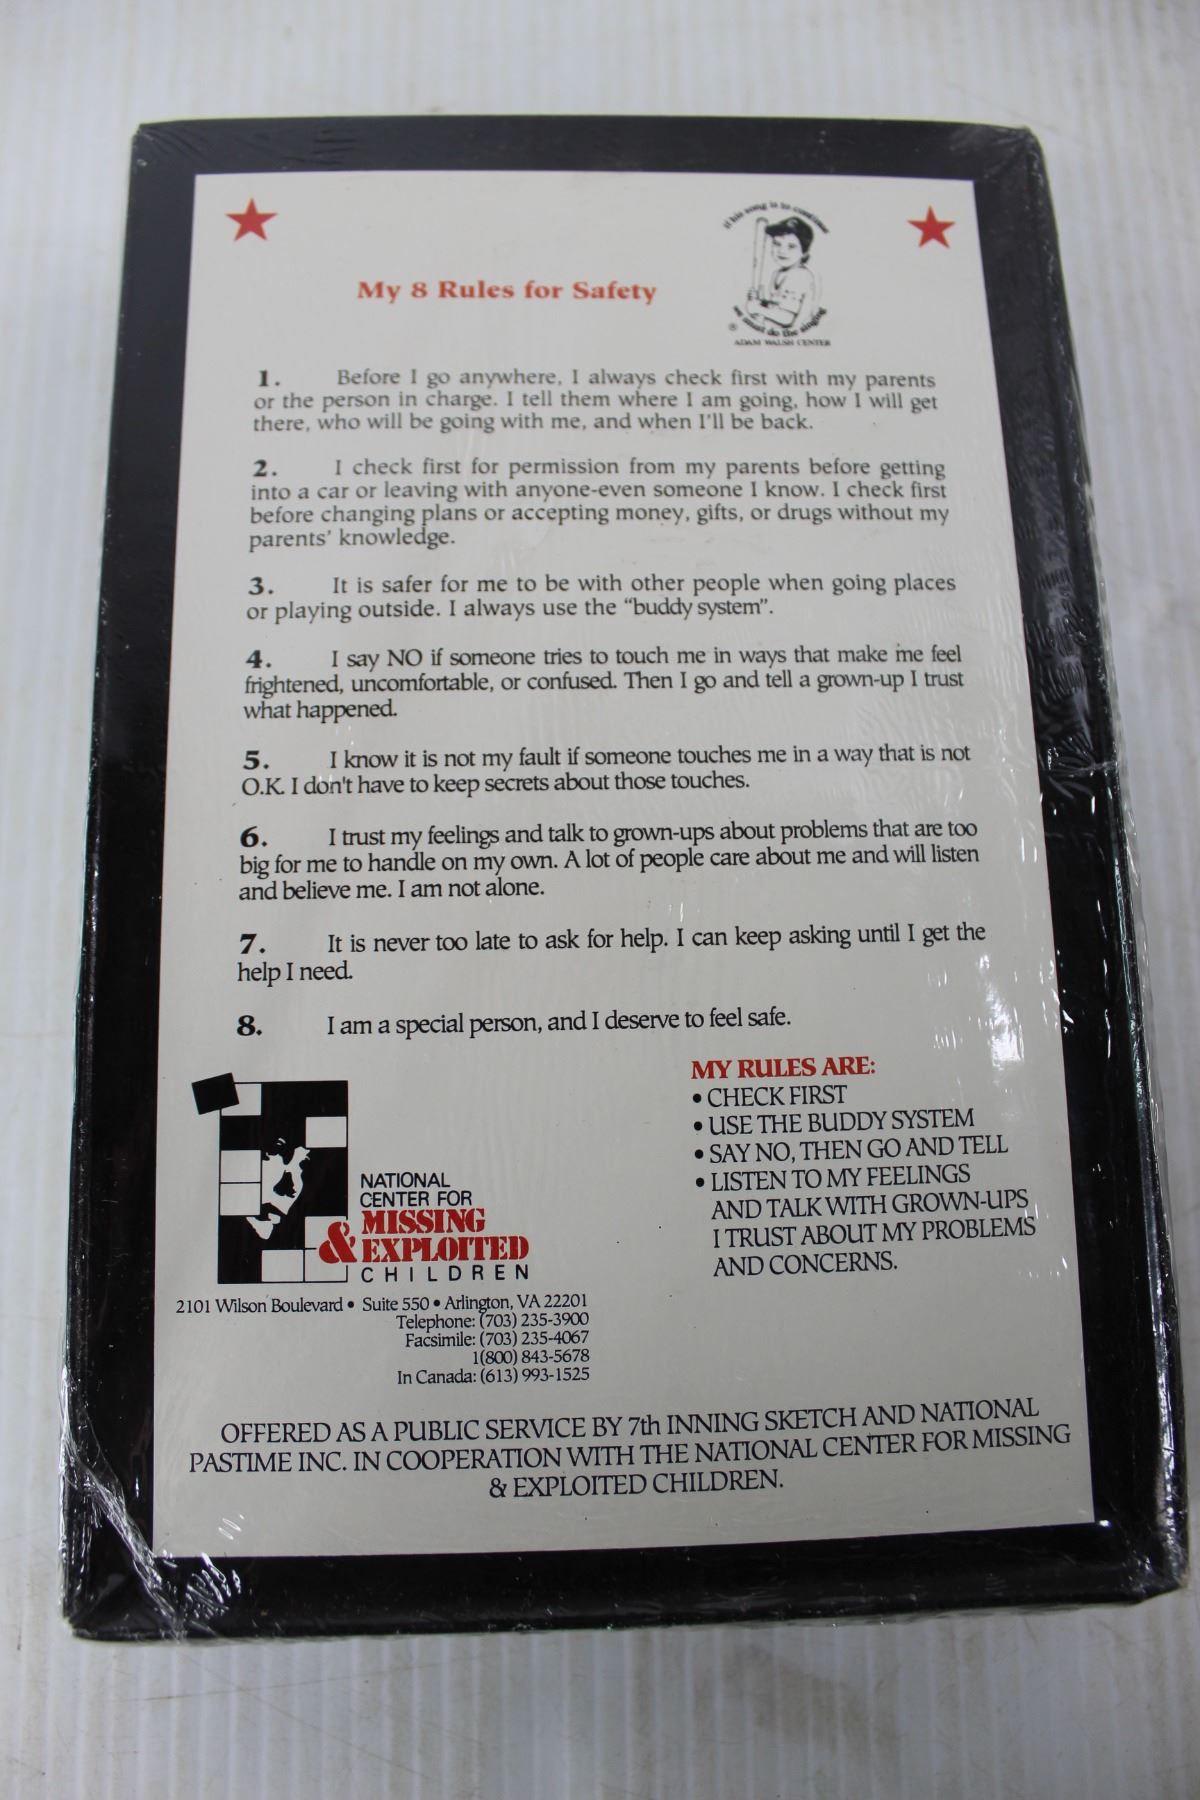 if his song is to continue
we must do the singing
®
ADAM WALSH CENTER
My 8 Rules for Safety
1. Before I go anywhere, I always check first with my parents
or the person in charge. I tell them where I am going, how I will get
there, who will be going with me, and when I'll be back.
2. I check first for permission from my parents before getting
into a car or leaving with anyone-even someone I know. I check first
before changing plans or accepting money, gifts, or drugs without my
parents' knowledge.
3. It is safer for me to be with other people when going places
or playing outside. I always use the "buddy system".
4. I say NO if someone tries to touch me in ways that make me feel
frightened, uncomfortable, or confused. Then I go and tell a grown-up I trust
what happened.
5. I know it is not my fault if someone touches me in a way that is not
O.K. I don't have to keep secrets about those touches.
6. I trust my feelings and talk to grown-ups about problems that are too
big for me to handle on my own. A lot of people care about me and will listen
and believe me. I am not alone.
7. It is never too late to ask for help. I can keep asking until I get the
help I need.
8. I am a special person, and I deserve to feel safe.
NATIONAL
CENTER FOR
MISSING
& EXPLOITED
CHILDREN
2101 Wilson Boulevard • Suite 550 • Arlington, VA 22201
Telephone: (703) 235-3900
Facsimile: (703) 235-4067
1(800) 843-5678
In Canada: (613) 993-1525
MY RULES ARE:
• CHECK FIRST
• USE THE BUDDY SYSTEM
• SAY NO, THEN GO AND TELL
• LISTEN TO MY FEELINGS
AND TALK WITH GROWN-UPS
I TRUST ABOUT MY PROBLEMS
AND CONCERNS.
OFFERED AS A PUBLIC SERVICE BY 7th INNING SKETCH AND NATIONAL
PASTIME INC. IN COOPERATION WITH THE NATIONAL CENTER FOR MISSING
& EXPLOITED CHILDREN.